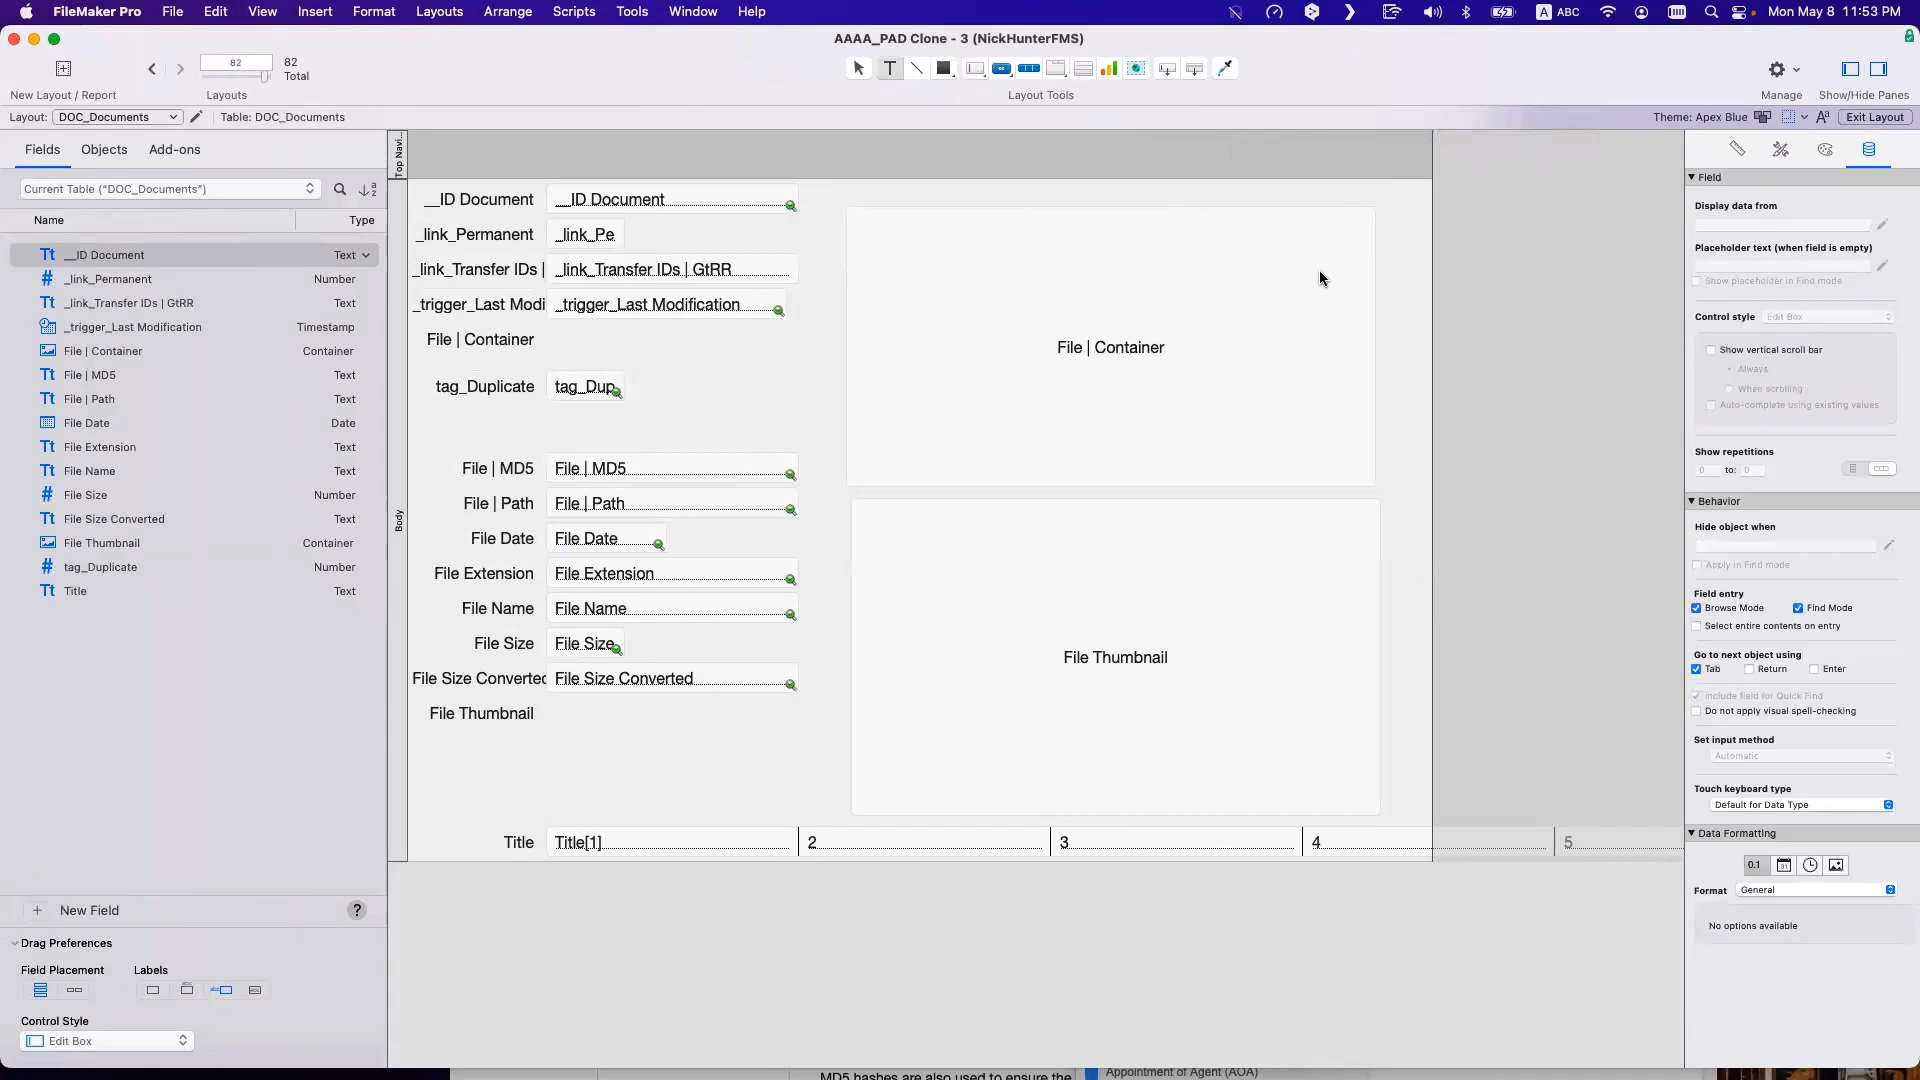 FileMaker Pro File Edit View Insert Format Layouts Arrange Scripts Tools Window Help A ABC Mon May 8 11:53 PM
AAAA_PAD Clone - 3 (NickHunterFMS)
82 82
Total
New Layout / Report Layouts Layout Tools Manage Show/Hide Panes
Layout: DOC_Documents Table: DOC_Documents Theme: Apex Blue Exit Layout
Fields Objects Add-ons
Current Table ("DOC_Documents")
Name Type
__ID Document Text
_link_Permanent Number
_link_Transfer IDs | GtRR Text
_trigger_Last Modification Timestamp
File | Container Container
File | MD5 Text
File | Path Text
File Date Date
File Extension Text
File Name Text
File Size Number
File Size Converted Text
File Thumbnail Container
tag_Duplicate Number
Title Text
+ New Field ?
Drag Preferences
Field Placement Labels
Control Style
Edit Box
Top Navi...
Body
__ID Document __ID Document
_link_Permanent _link_Pe
_link_Transfer IDs | _link_Transfer IDs | GtRR
_trigger_Last Modi _trigger_Last Modification
File | Container
tag_Duplicate tag_Dup
File | MD5 File | MD5
File | Path File | Path
File Date File Date
File Extension File Extension
File Name File Name
File Size File Size
File Size Converted File Size Converted
File Thumbnail
Title Title[1] 2 3 4 5
File | Container
File Thumbnail
Field
Display data from
Placeholder text (when field is empty)
Show placeholder in Find mode
Control style Edit Box
Show vertical scroll bar
Always
When scrolling
Auto-complete using existing values
Show repetitions
0 to: 0
Behavior
Hide object when
Apply in Find mode
Field entry
Browse Mode Find Mode
Select entire contents on entry
Go to next object using
Tab Return Enter
Include field for Quick Find
Do not apply visual spell-checking
Set input method
Automatic
Touch keyboard type
Default for Data Type
Data Formatting
0.1
Format General
No options available
MD5 hashes are also used to ensure the Appointment of Agent (AOA)